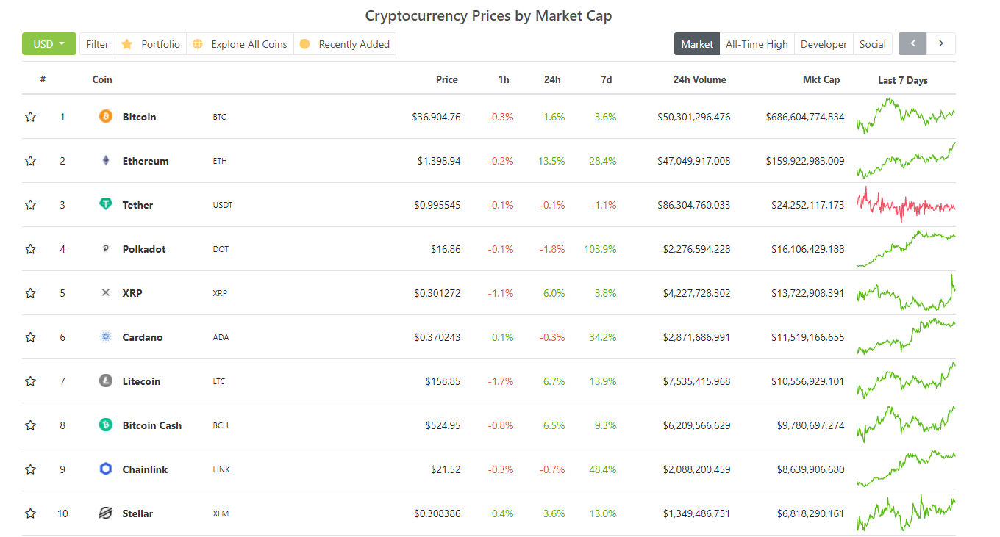 Cryptocurrency Prices by Market Cap
USD Filter Portfolio Explore All Coins Recently Added Market All-Time High Developer Social
# Coin Price 1h 24h 7d 24h Volume Mkt Cap Last 7 Days
1 Bitcoin BTC $36,904.76 -0.3% 1.6% 3.6% $50,301,296,476 $686,604,774,834
2 Ethereum ETH $1,398.94 -0.2% 13.5% 28.4% $47,049,917,008 $159,922,983,009
3 Tether USDT $0.995545 -0.1% -0.1% -1.1% $86,304,760,033 $24,252,117,173
4 Polkadot DOT $16.86 -0.1% -1.8% 103.9% $2,276,594,228 $16,106,429,188
5 XRP XRP $0.301272 -1.1% 6.0% 3.8% $4,227,728,302 $13,722,908,391
6 Cardano ADA $0.370243 0.1% -0.3% 34.2% $2,871,686,991 $11,519,166,655
7 Litecoin LTC $158.85 -1.7% 6.7% 13.9% $7,535,415,968 $10,556,929,101
8 Bitcoin Cash BCH $524.95 -0.8% 6.5% 9.3% $6,209,566,629 $9,780,697,274
9 Chainlink LINK $21.52 -0.3% -0.7% 48.4% $2,088,200,459 $8,639,906,680
10 Stellar XLM $0.308386 0.4% 3.6% 13.0% $1,349,486,751 $6,818,290,161